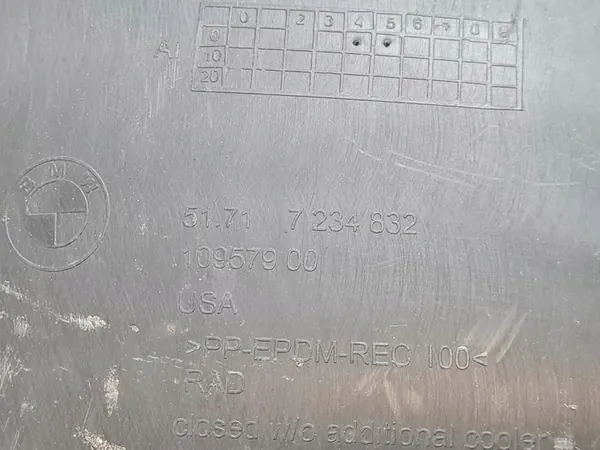 0 2 3 4 5 6 7 8 9
0
10
20
BMW
51.71 7 234 832
109579 00
USA
>PP-EPDM-REC 100<
RAD
closed w/o additional cooler